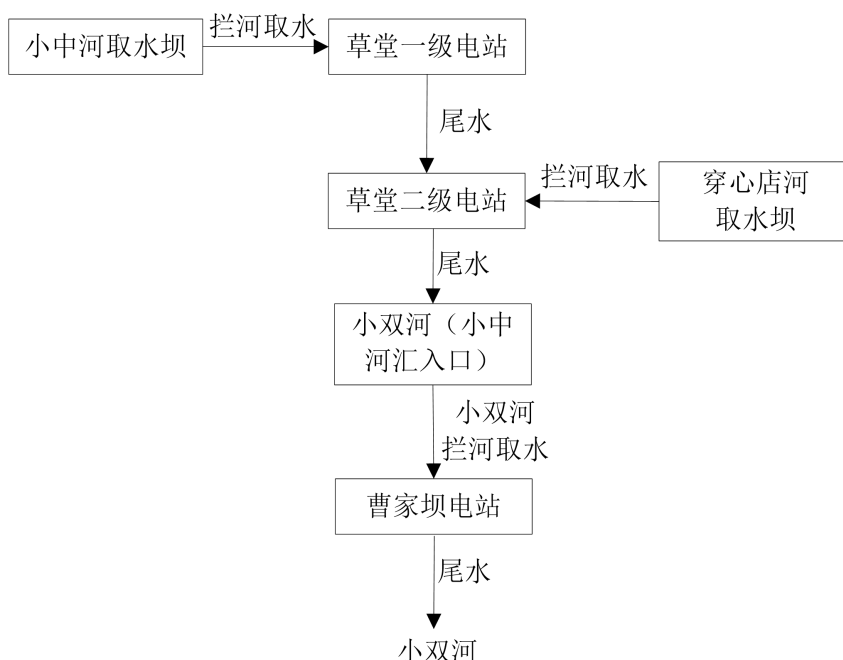 小中河取水坝
拦河取水
草堂一级电站
尾水
草堂二级电站
拦河取水
穿心店河
取水坝
尾水
小双河（小中
河汇入口）
小双河
拦河取水
曹家坝电站
尾水
小双河